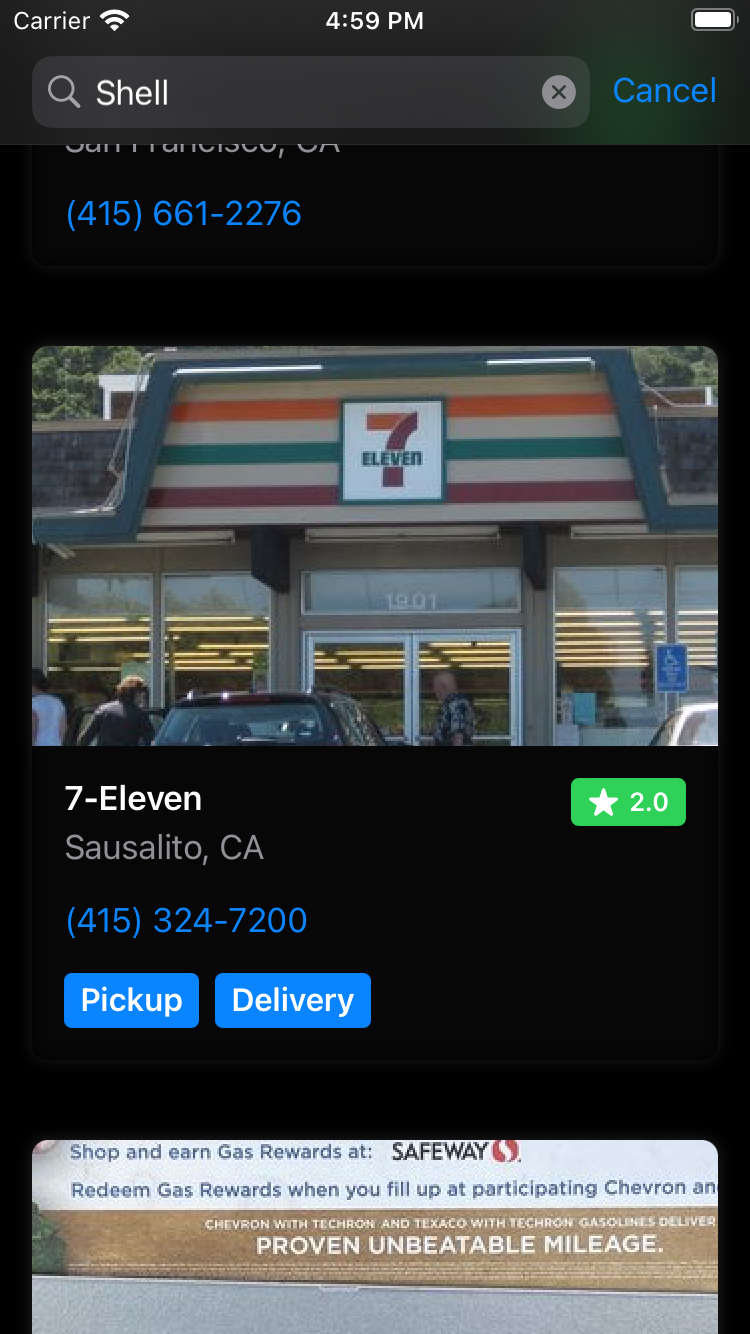 Carrier 4:59 PM
Shell Cancel
San Francisco, CA
(415) 661-2276
7
ELEVEN
1901
7-Eleven
2.0
Sausalito, CA
(415) 324-7200
Pickup Delivery
Shop and earn Gas Rewards at: SAFEWAY
Redeem Gas Rewards when you fill up at participating Chevron an
CHEVRON WITH TECHRON AND TEXACO WITH TECHRON GASOLINES DELIVER
PROVEN UNBEATABLE MILEAGE.